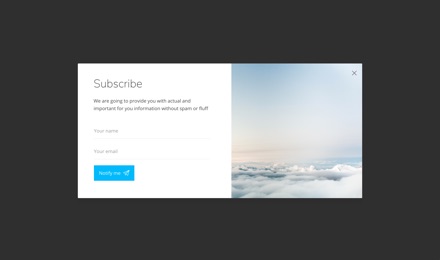 Subscribe
We are going to provide you with actual and
important for you information without spam or fluff
Your name
Your email
Notify me